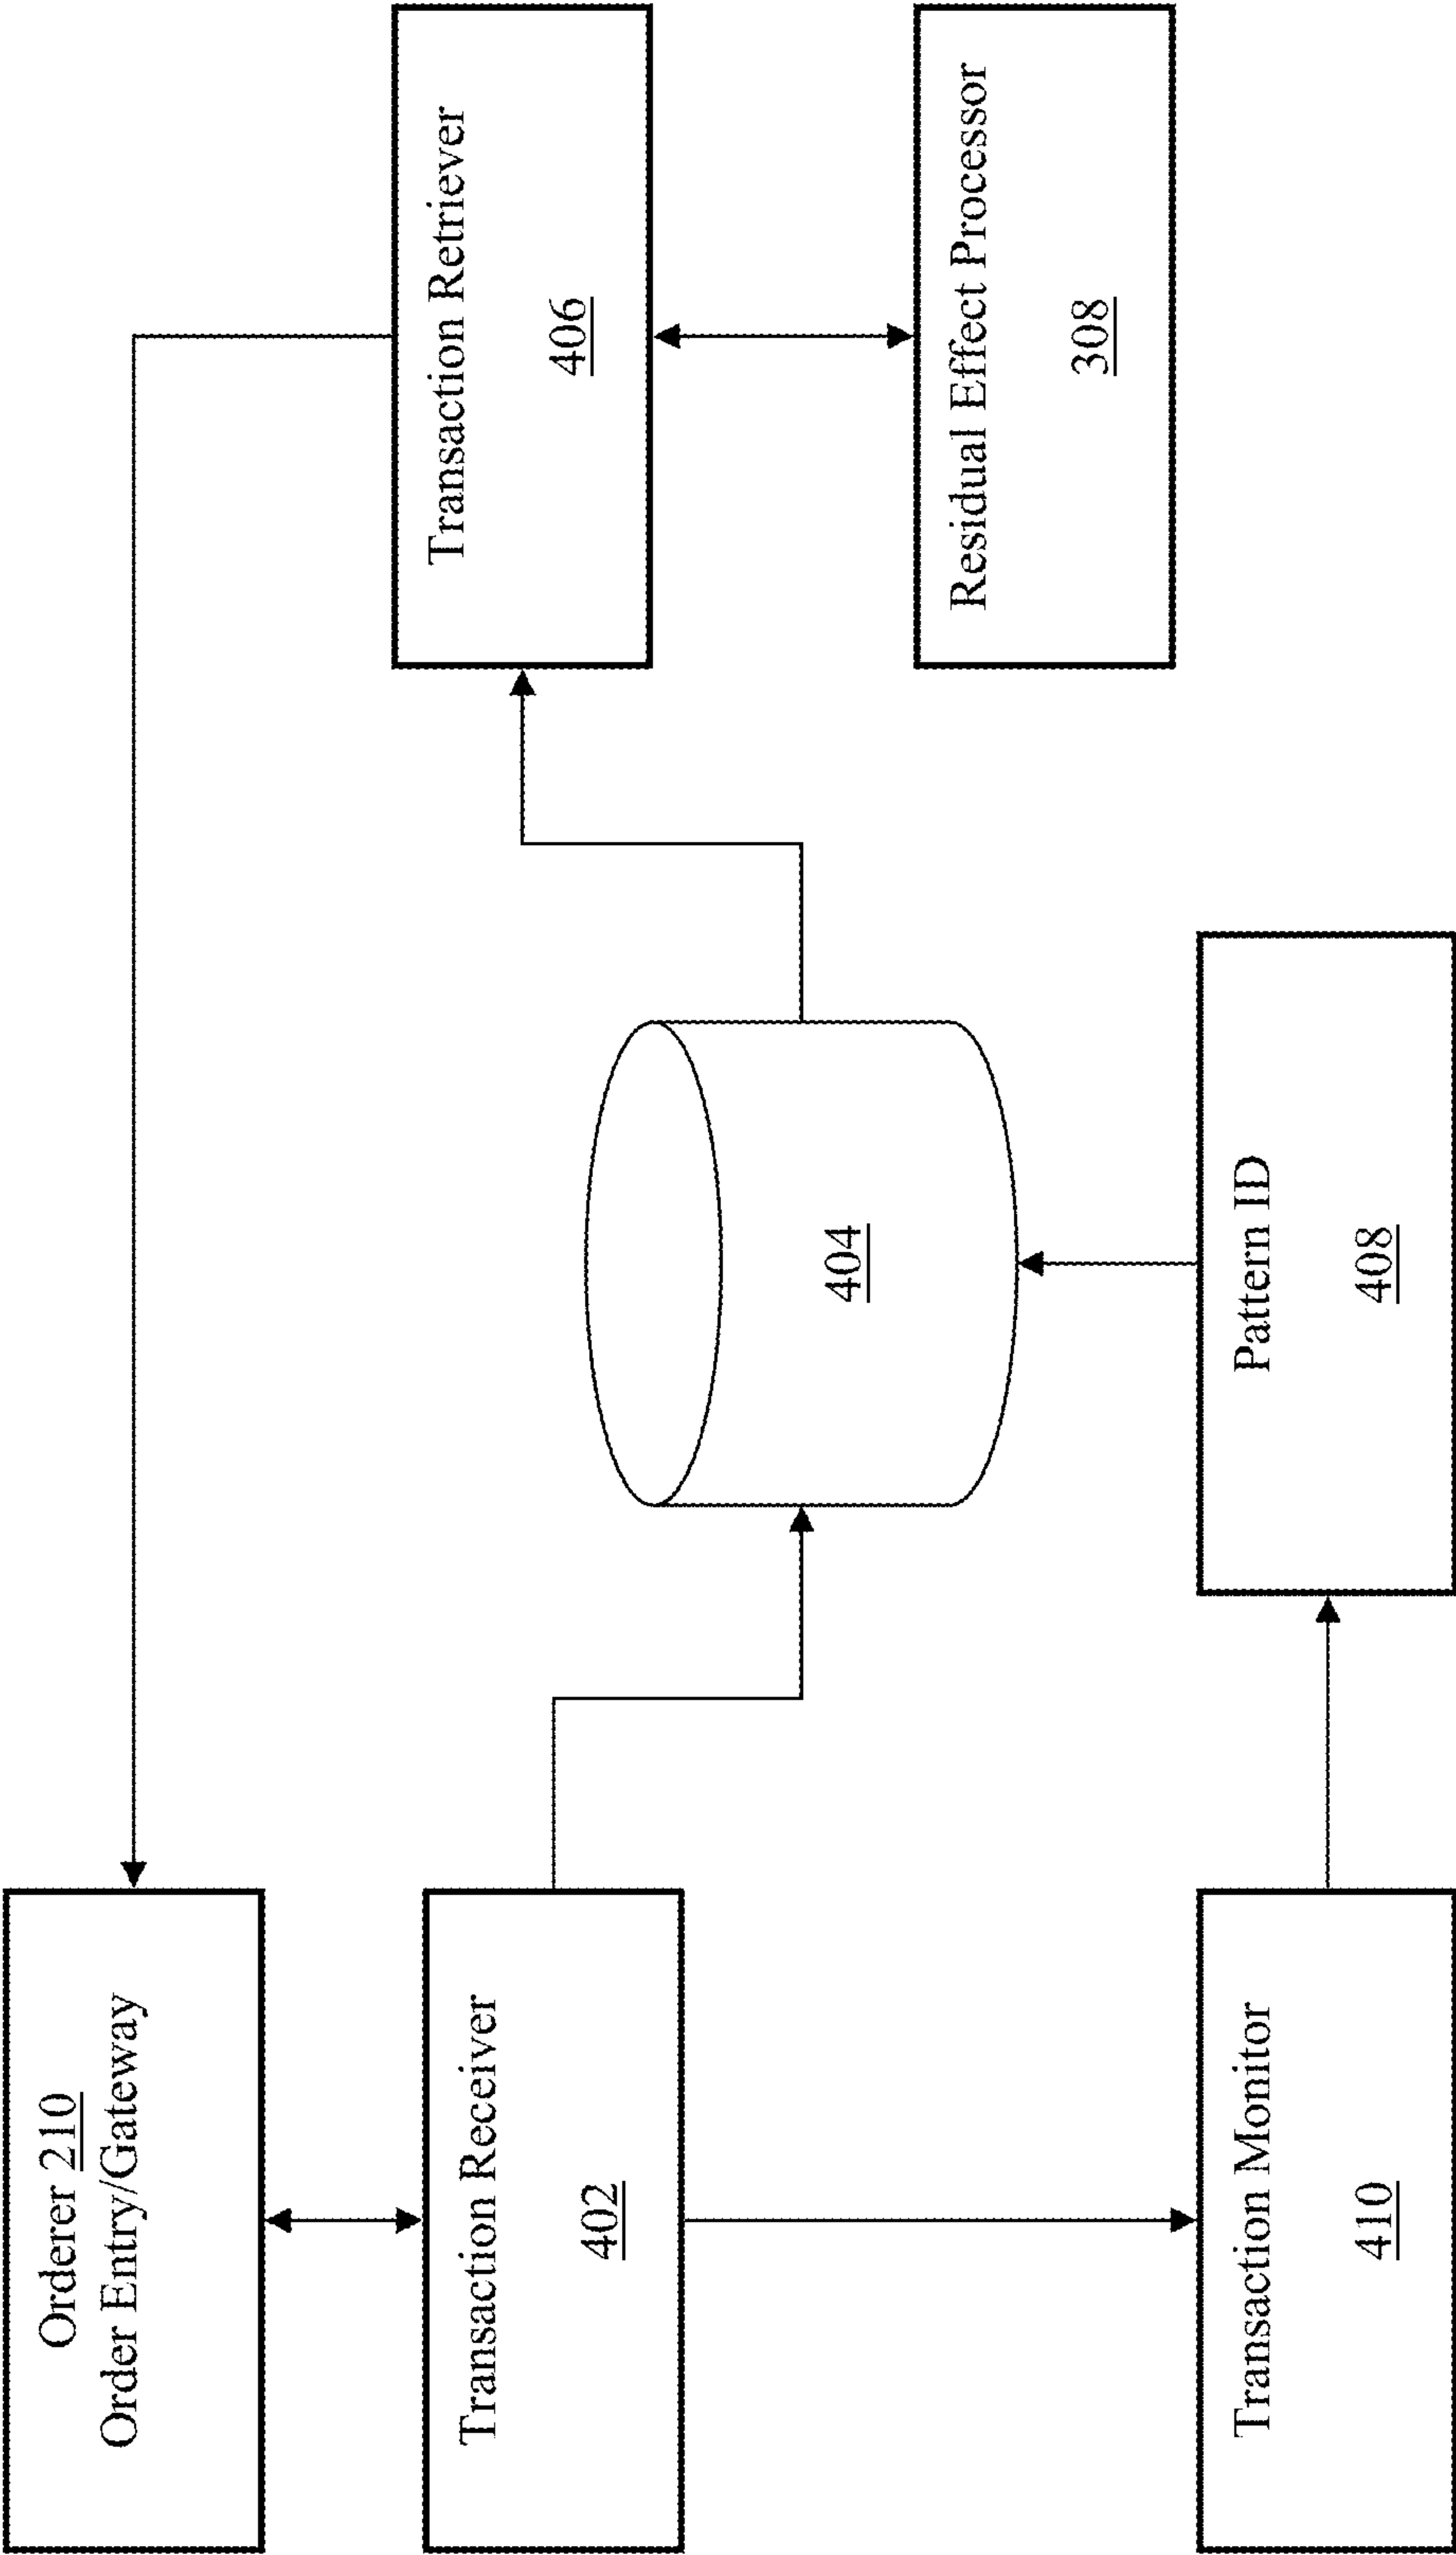 Orderer 210
Order Entry/Gateway
Transaction Receiver
402
Transaction Monitor
410
404
Pattern ID
408
Transaction Retriever
406
Residual Effect Processor
308